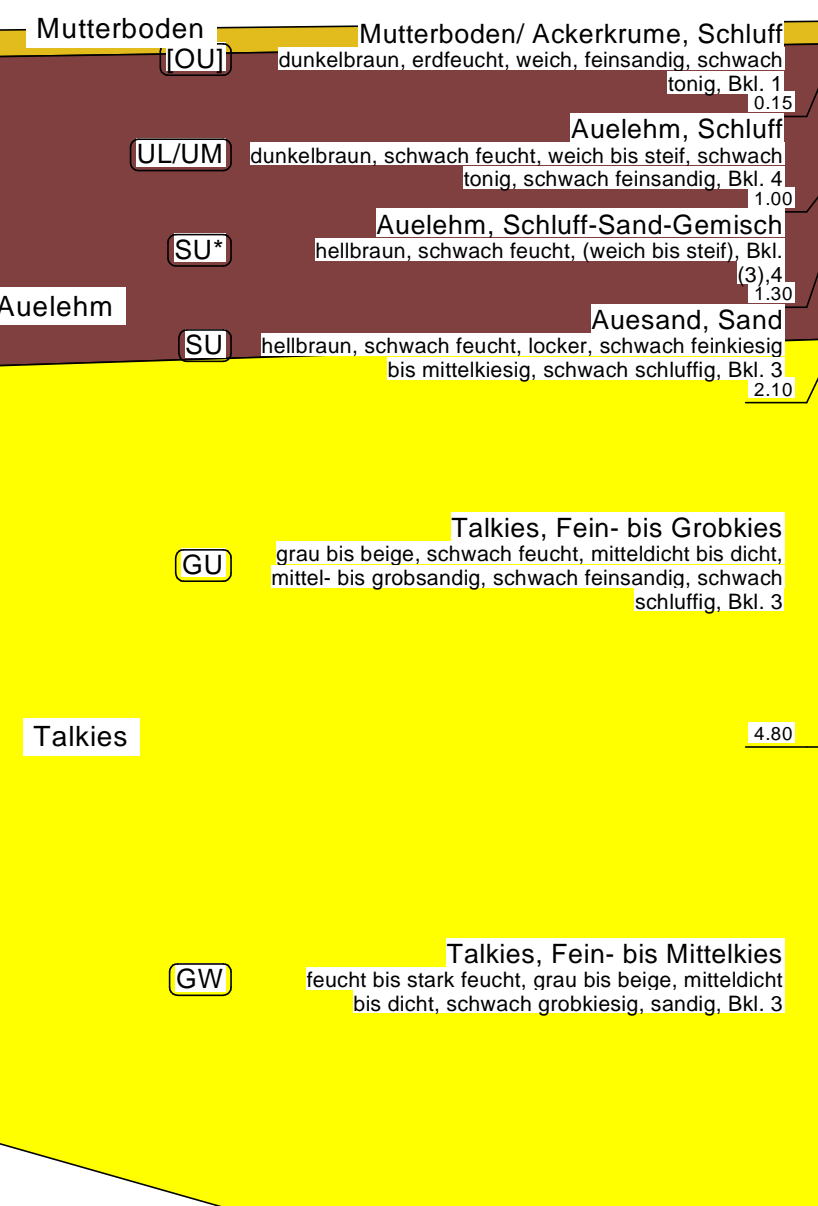 Mutterboden
[OU]
Mutterboden/ Ackerkrume, Schluff
dunkelbraun, erdfeucht, weich, feinsandig, schwach
tonig, Bkl. 1
0.15
UL/UM
Auelehm, Schluff
dunkelbraun, schwach feucht, weich bis steif, schwach
tonig, schwach feinsandig, Bkl. 4
1.00
SU*
Auelehm, Schluff-Sand-Gemisch
hellbraun, schwach feucht, (weich bis steif), Bkl.
(3),4
1.30
Auelehm
SU
Auesand, Sand
hellbraun, schwach feucht, locker, schwach feinkiesig
bis mittelkiesig, schwach schluffig, Bkl. 3
2.10
GU
Talkies, Fein- bis Grobkies
grau bis beige, schwach feucht, mitteldicht bis dicht,
mittel- bis grobsandig, schwach feinsandig, schwach
schluffig, Bkl. 3
Talkies
4.80
GW
Talkies, Fein- bis Mittelkies
feucht bis stark feucht, grau bis beige, mitteldicht
bis dicht, schwach grobkiesig, sandig, Bkl. 3